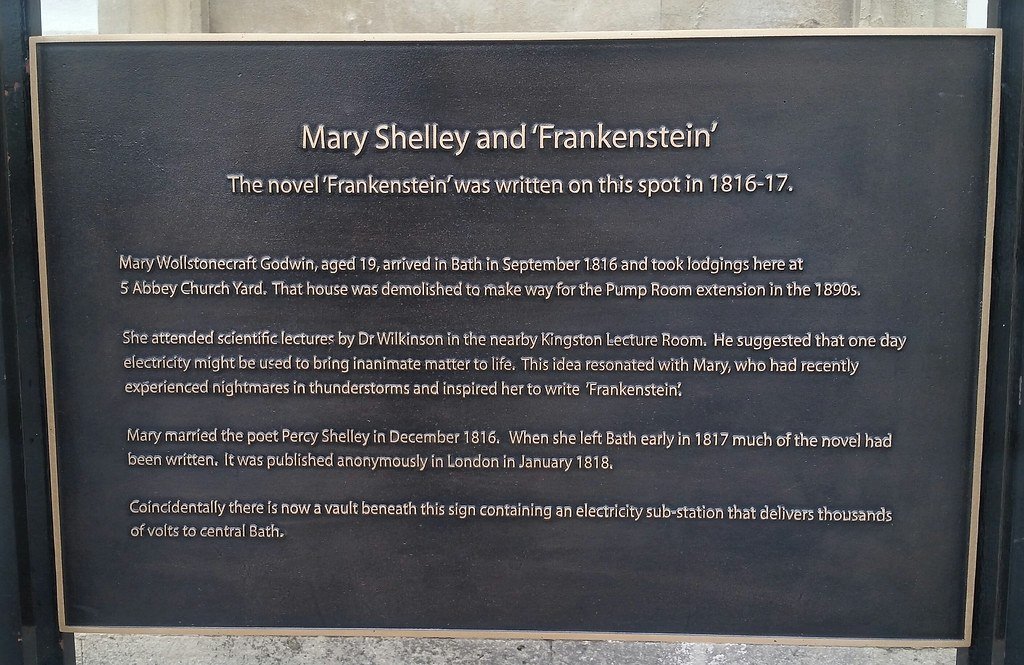 Mary Shelley and 'Frankenstein'
The novel 'Frankenstein' was written on this spot in 1816-17.
Mary Wollstonecraft Godwin, aged 19, arrived in Bath in September 1816 and took lodgings here at
5 Abbey Church Yard. That house was demolished to make way for the Pump Room extension in the 1890s.
She attended scientific lectures by Dr Wilkinson in the nearby Kingston Lecture Room. He suggested that one day
electricity might be used to bring inanimate matter to life. This idea resonated with Mary, who had recently
experienced nightmares in thunderstorms and inspired her to write 'Frankenstein'.
Mary married the poet Percy Shelley in December 1816. When she left Bath early in 1817 much of the novel had
been written. It was published anonymously in London in January 1818.
Coincidentally there is now a vault beneath this sign containing an electricity sub-station that delivers thousands
of volts to central Bath.